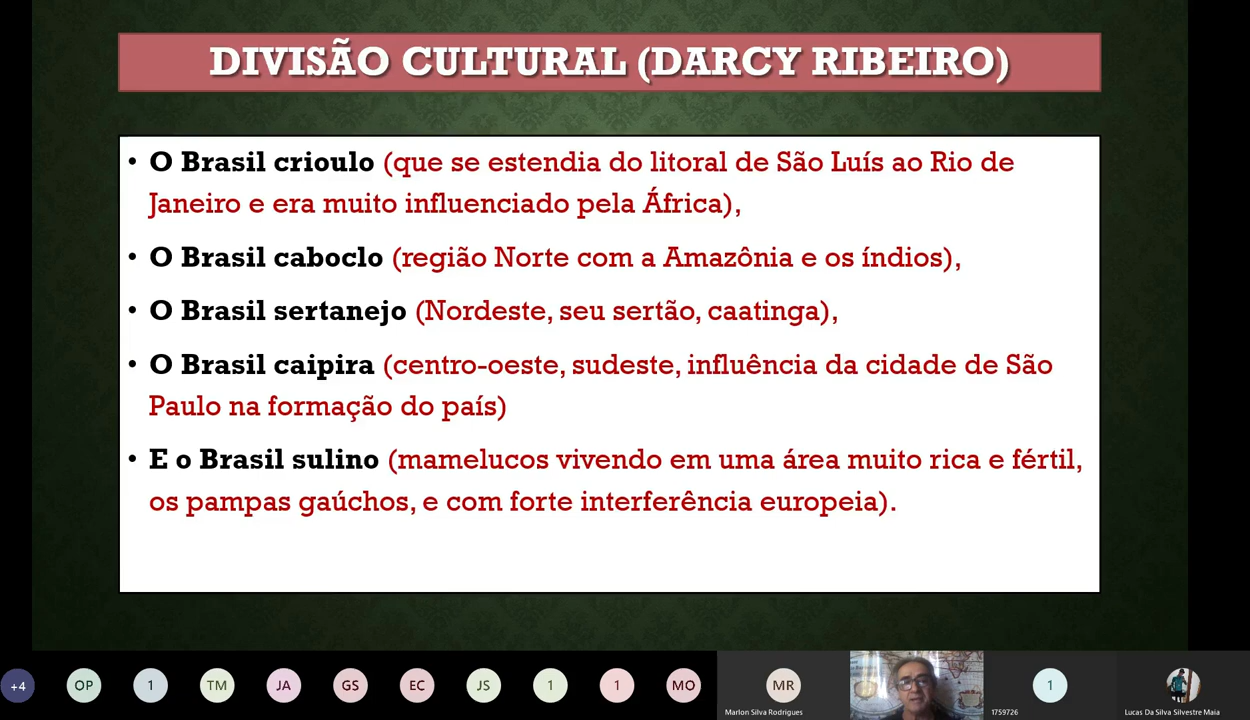 DIVISÃO CULTURAL (DARCY RIBEIRO)
• O Brasil crioulo (que se estendia do litoral de São Luís ao Rio de
Janeiro e era muito influenciado pela África),
• O Brasil caboclo (região Norte com a Amazônia e os índios),
• O Brasil sertanejo (Nordeste, seu sertão, caatinga),
• O Brasil caipira (centro-oeste, sudeste, influência da cidade de São
Paulo na formação do país)
• E o Brasil sulino (mamelucos vivendo em uma área muito rica e fértil,
os pampas gaúchos, e com forte interferência europeia).
+4 OP 1 TM JA GS EC JS 1 1 MO MR 1
Marlon Silva Rodrigues 1759726 Lucas Da Silva Silvestre Maia